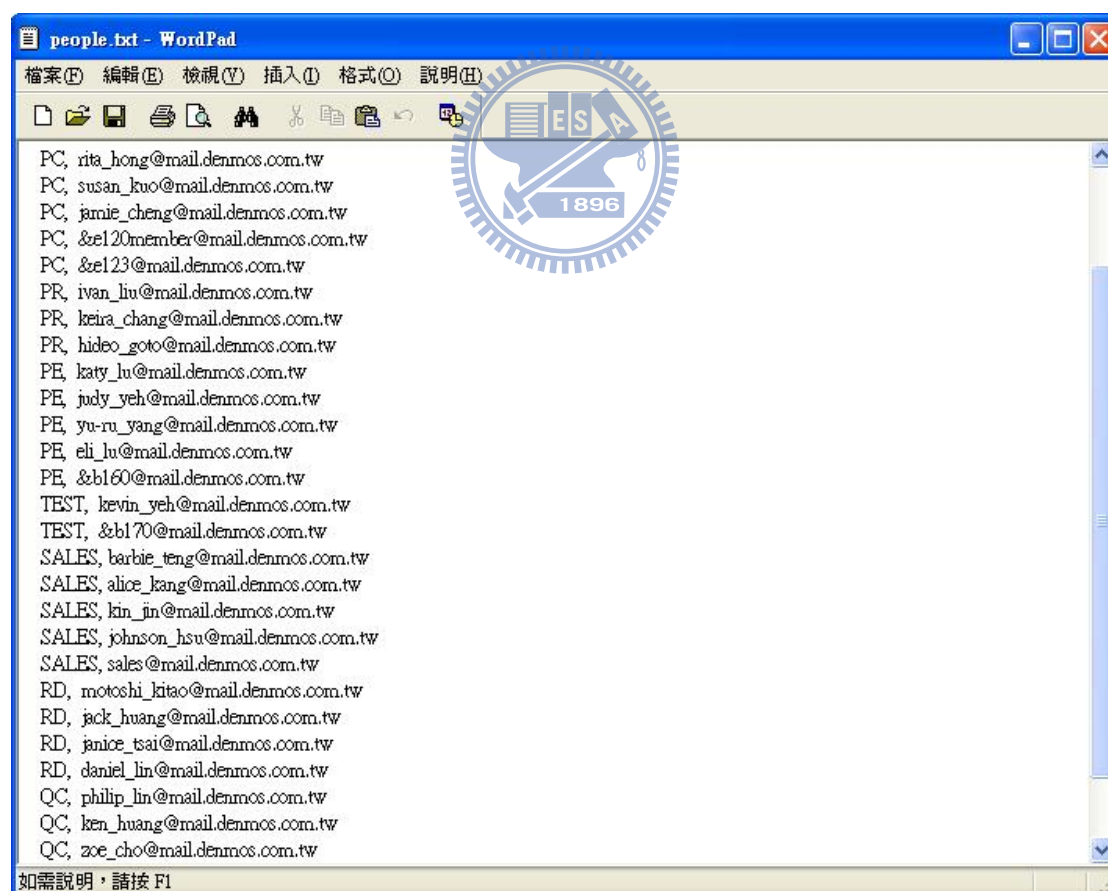 people.txt - WordPad
檔案(F) 編輯(E) 檢視(V) 插入(I) 格式(O) 說明(H)
ESA
1896
PC, rita_hong@mail.denmos.com.tw
PC, susan_kuo@mail.denmos.com.tw
PC, jamie_cheng@mail.denmos.com.tw
PC, &e120member@mail.denmos.com.tw
PC, &e123@mail.denmos.com.tw
PR, ivan_liu@mail.denmos.com.tw
PR, keira_chang@mail.denmos.com.tw
PR, hideo_goto@mail.denmos.com.tw
PE, katy_lu@mail.denmos.com.tw
PE, judy_yeh@mail.denmos.com.tw
PE, yu-ru_yang@mail.denmos.com.tw
PE, eli_lu@mail.denmos.com.tw
PE, &b160@mail.denmos.com.tw
TEST, kevin_yeh@mail.denmos.com.tw
TEST, &b170@mail.denmos.com.tw
SALES, barbie_teng@mail.denmos.com.tw
SALES, alice_kang@mail.denmos.com.tw
SALES, kin_jin@mail.denmos.com.tw
SALES, johnson_hsu@mail.denmos.com.tw
SALES, sales@mail.denmos.com.tw
RD, motoshi_kitao@mail.denmos.com.tw
RD, jack_huang@mail.denmos.com.tw
RD, janice_tsai@mail.denmos.com.tw
RD, daniel_lin@mail.denmos.com.tw
QC, philip_lin@mail.denmos.com.tw
QC, ken_huang@mail.denmos.com.tw
QC, zoe_cho@mail.denmos.com.tw
如需說明，請按 F1